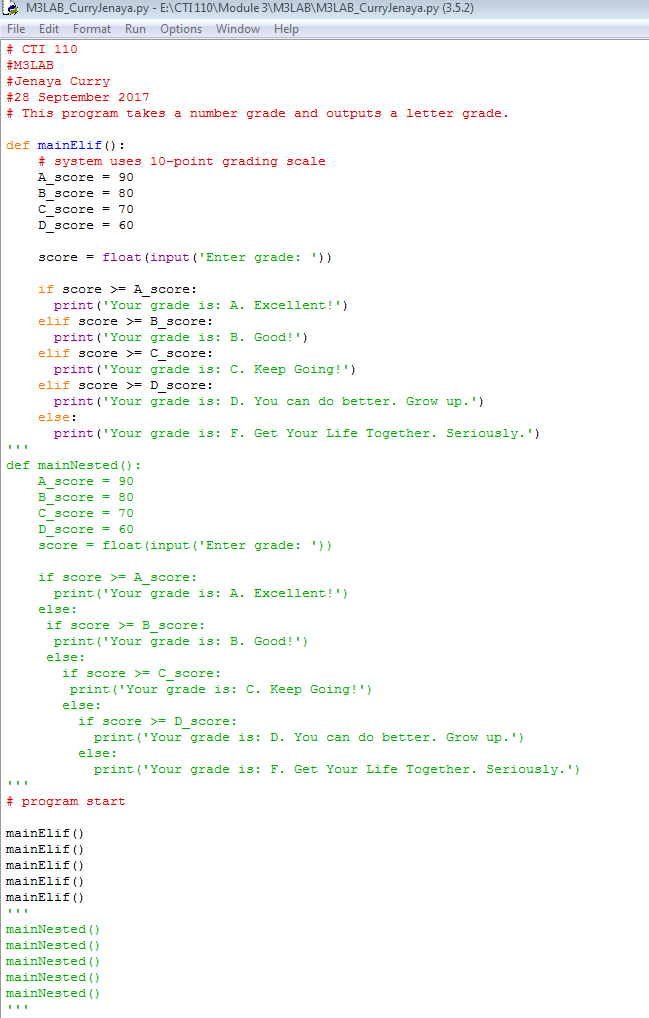 M3LAB_CurryJenaya.py - E:\CTI 110\Module 3\M3LAB\M3LAB_CurryJenaya.py (3.5.2)
File Edit Format Run Options Window Help
# CTI 110
#M3LAB
#Jenaya Curry
#28 September 2017
# This program takes a number grade and outputs a letter grade.

def mainElif():
    # system uses 10-point grading scale
    A_score = 90
    B_score = 80
    C_score = 70
    D_score = 60

    score = float(input('Enter grade: '))

    if score >= A_score:
      print('Your grade is: A. Excellent!')
    elif score >= B_score:
      print('Your grade is: B. Good!')
    elif score >= C_score:
      print('Your grade is: C. Keep Going!')
    elif score >= D_score:
      print('Your grade is: D. You can do better. Grow up.')
    else:
      print('Your grade is: F. Get Your Life Together. Seriously.')
'''
def mainNested():
    A_score = 90
    B_score = 80
    C_score = 70
    D_score = 60
    score = float(input('Enter grade: '))

    if score >= A_score:
      print('Your grade is: A. Excellent!')
    else:
     if score >= B_score:
      print('Your grade is: B. Good!')
     else:
       if score >= C_score:
        print('Your grade is: C. Keep Going!')
       else:
         if score >= D_score:
           print('Your grade is: D. You can do better. Grow up.')
         else:
           print('Your grade is: F. Get Your Life Together. Seriously.')
'''
# program start

mainElif()
mainElif()
mainElif()
mainElif()
mainElif()
'''
mainNested()
mainNested()
mainNested()
mainNested()
mainNested()
'''